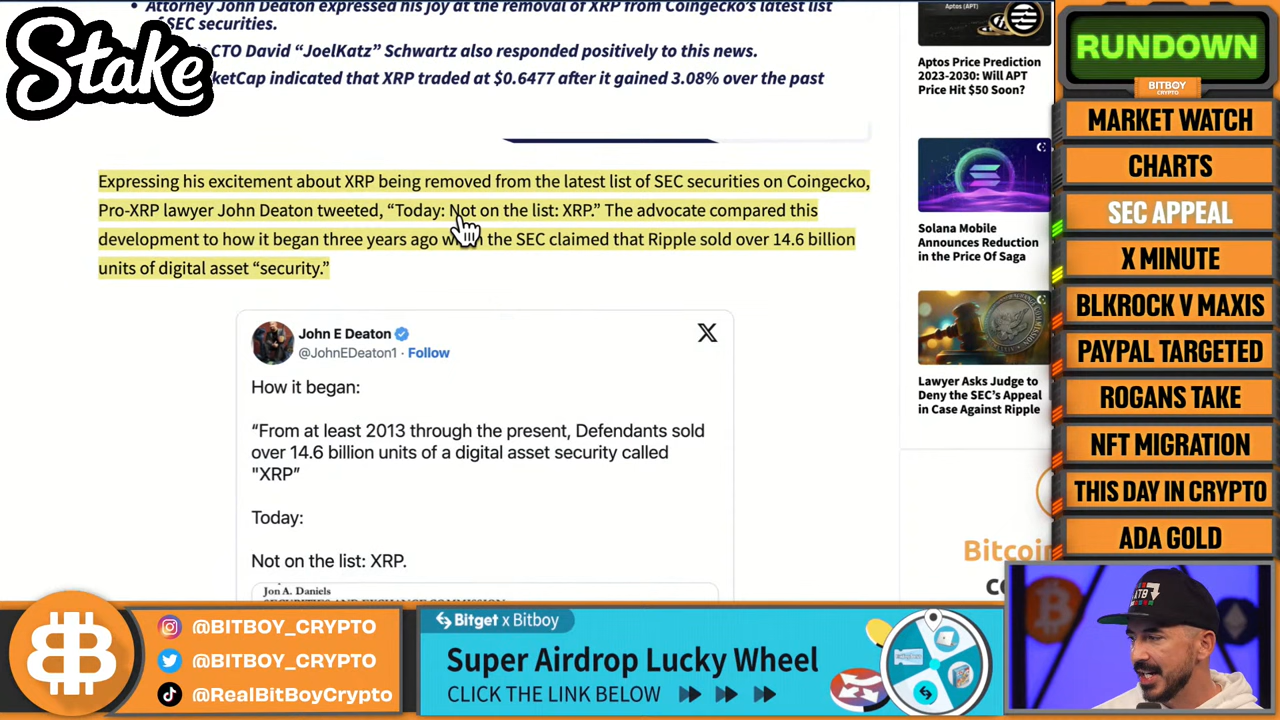 Attorney John Deaton expressed his joy at the removal of XRP from Coingecko's latest list
of SEC securities.
CTO David “JoelKatz” Schwartz also responded positively to this news.
indicated that XRP traded at $0.6477 after it gained 3.08% over the past
Stake
Expressing his excitement about XRP being removed from the latest list of SEC securities on Coingecko,
Pro-XRP lawyer John Deaton tweeted, “Today: Not on the list: XRP.” The advocate compared this
development to how it began three years ago the SEC claimed that Ripple sold over 14.6 billion
units of digital asset “security.”
John E Deaton
@JohnEDeaton1 · Follow
X
How it began:
“From at least 2013 through the present, Defendants sold
over 14.6 billion units of a digital asset security called
"XRP”
Today:
Not on the list: XRP.
Jon A. Daniels
SECURITIES AND EXCHANGE COMMISSION
Aptos (APT)
Aptos Price Prediction
2023-2030: Will APT
Price Hit $50 Soon?
Solana Mobile
Announces Reduction
in the Price Of Saga
Lawyer Asks Judge to
Deny the SEC’s Appeal
in Case Against Ripple
Bitcoin
RUNDOWN
BITBOY
CRYPTO
MARKET WATCH
CHARTS
SEC APPEAL
X MINUTE
BLKROCK V MAXIS
PAYPAL TARGETED
ROGANS TAKE
NFT MIGRATION
THIS DAY IN CRYPTO
ADA GOLD
@BITBOY_CRYPTO
@BITBOY_CRYPTO
@RealBitBoyCrypto
Bitget x Bitboy
Super Airdrop Lucky Wheel
CLICK THE LINK BELOW
ATB